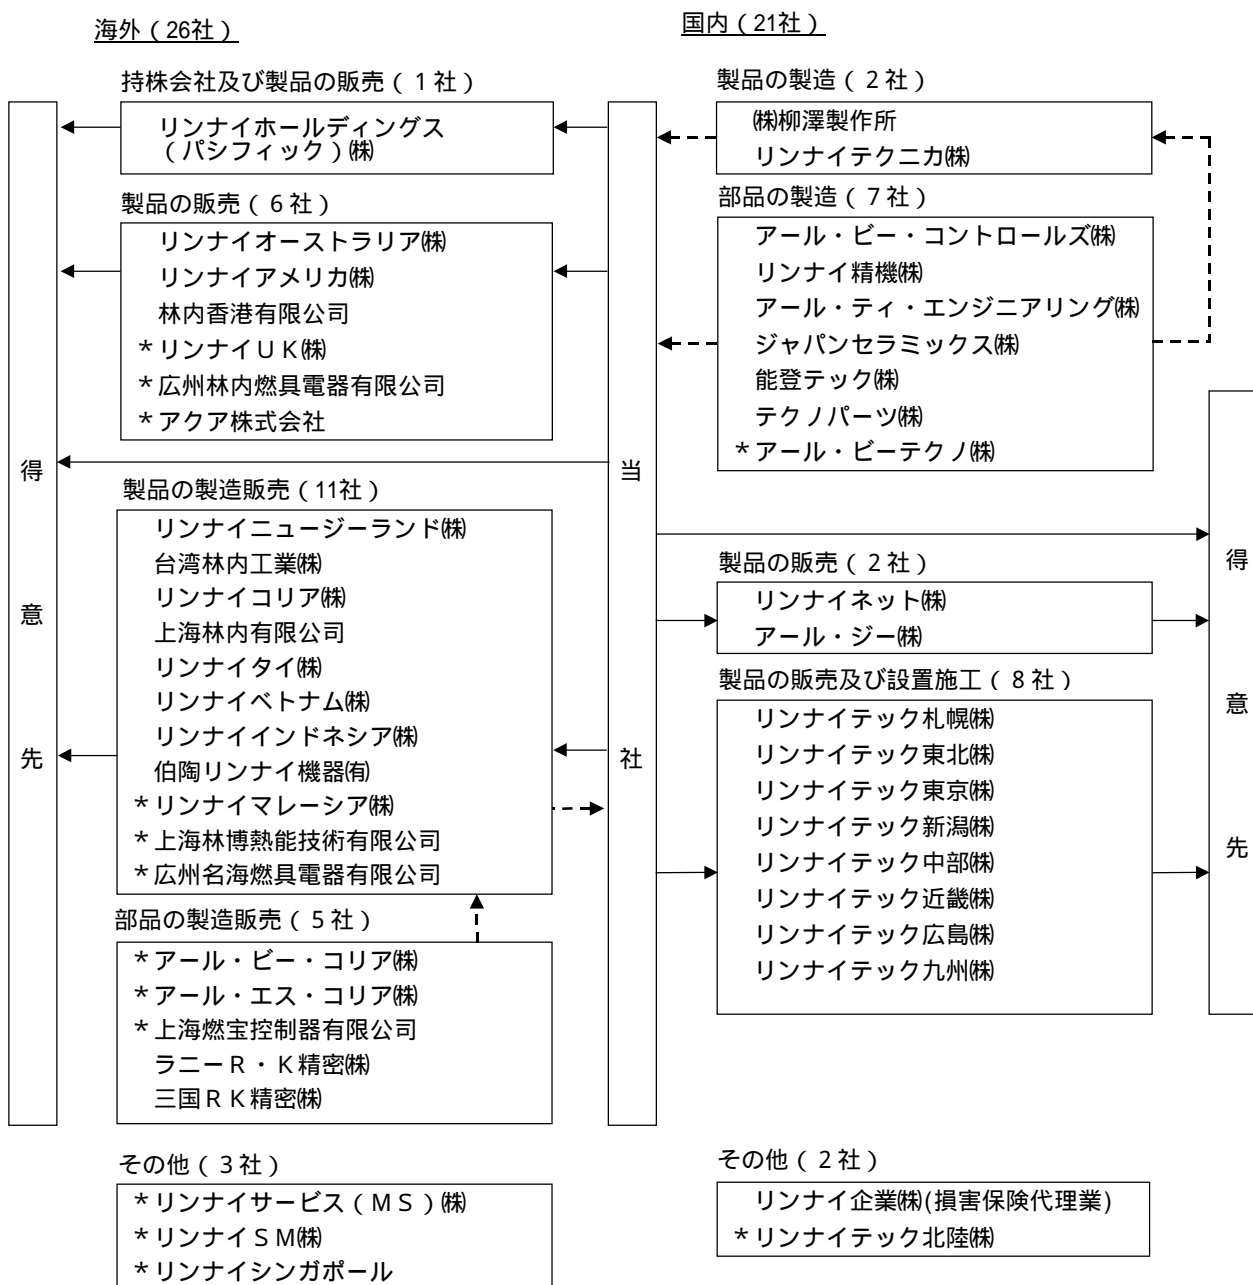 海外（26社）
持株会社及び製品の販売（１社）
リンナイホールディングス
（パシフィック）㈱
製品の販売（６社）
リンナイオーストラリア㈱
リンナイアメリカ㈱
林内香港有限公司
＊リンナイＵＫ㈱
＊広州林内燃具電器有限公司
＊アクア株式会社
製品の製造販売（11社）
リンナイニュージーランド㈱
台湾林内工業㈱
リンナイコリア㈱
上海林内有限公司
リンナイタイ㈱
リンナイベトナム㈱
リンナイインドネシア㈱
伯陶リンナイ機器㈲
＊リンナイマレーシア㈱
＊上海林博熱能技術有限公司
＊広州名海燃具電器有限公司
部品の製造販売（５社）
＊アール・ビー・コリア㈱
＊アール・エス・コリア㈱
＊上海燃宝控制器有限公司
ラニーＲ・Ｋ精密㈱
三国ＲＫ精密㈱
その他（３社）
＊リンナイサービス（ＭＳ）㈱
＊リンナイＳＭ㈱
＊リンナイシンガポール
得意先
当社
国内（21社）
製品の製造（２社）
㈱柳澤製作所
リンナイテクニカ㈱
部品の製造（７社）
アール・ビー・コントロールズ㈱
リンナイ精機㈱
アール・ティ・エンジニアリング㈱
ジャパンセラミックス㈱
能登テック㈱
テクノパーツ㈱
＊アール・ビーテクノ㈱
製品の販売（２社）
リンナイネット㈱
アール・ジー㈱
製品の販売及び設置施工（８社）
リンナイテック札幌㈱
リンナイテック東北㈱
リンナイテック東京㈱
リンナイテック新潟㈱
リンナイテック中部㈱
リンナイテック近畿㈱
リンナイテック広島㈱
リンナイテック九州㈱
その他（２社）
リンナイ企業㈱(損害保険代理業)
＊リンナイテック北陸㈱
得意先